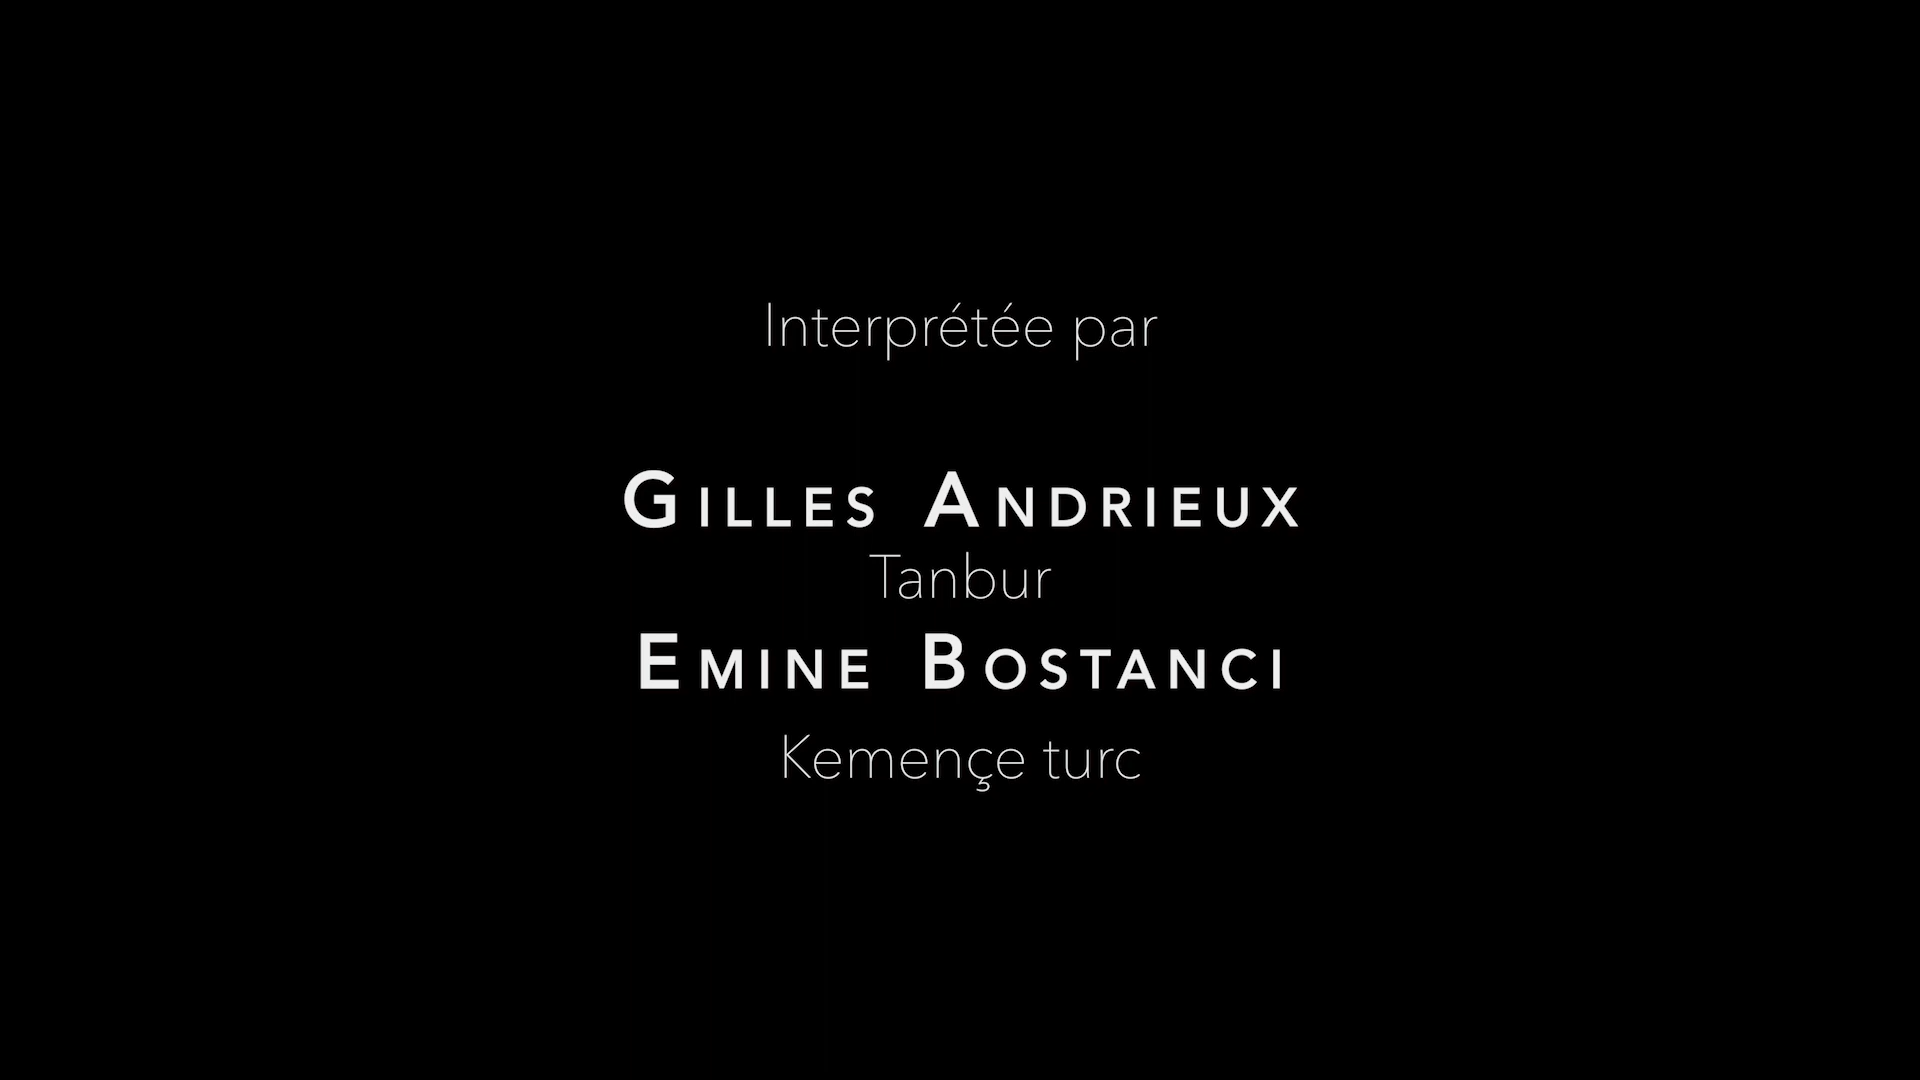 Interprétée par
GILLES ANDRIEUX
Tanbur
EMINE BOSTANCI
Kemençe turc